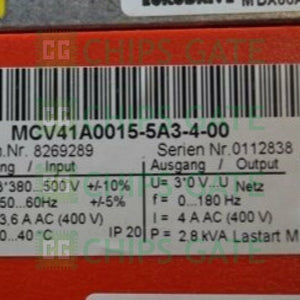 CHIPS GATE
MCV41A0015-5A3-4-00
.Nr. 8269289 Serien Nr.0112838
/ Input Ausgang / Output
3*380...500 V +/-10% U= 3*0 V...U Netz
50...60Hz +/-5% f= 0...180 Hz
3,6 A AC (400 V) I = 4 A AC (400 V)
0...40°C IP 20 P = 2,8 kVA Lastart M